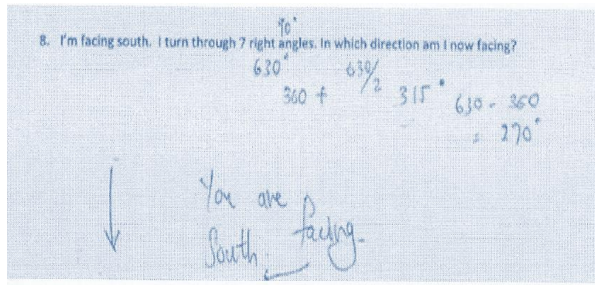 90°
8. I'm facing south. I turn through 7 right angles. In which direction am I now facing?
630° 630/2 315° 630 - 360
360 + = 270°
You are
South facing.